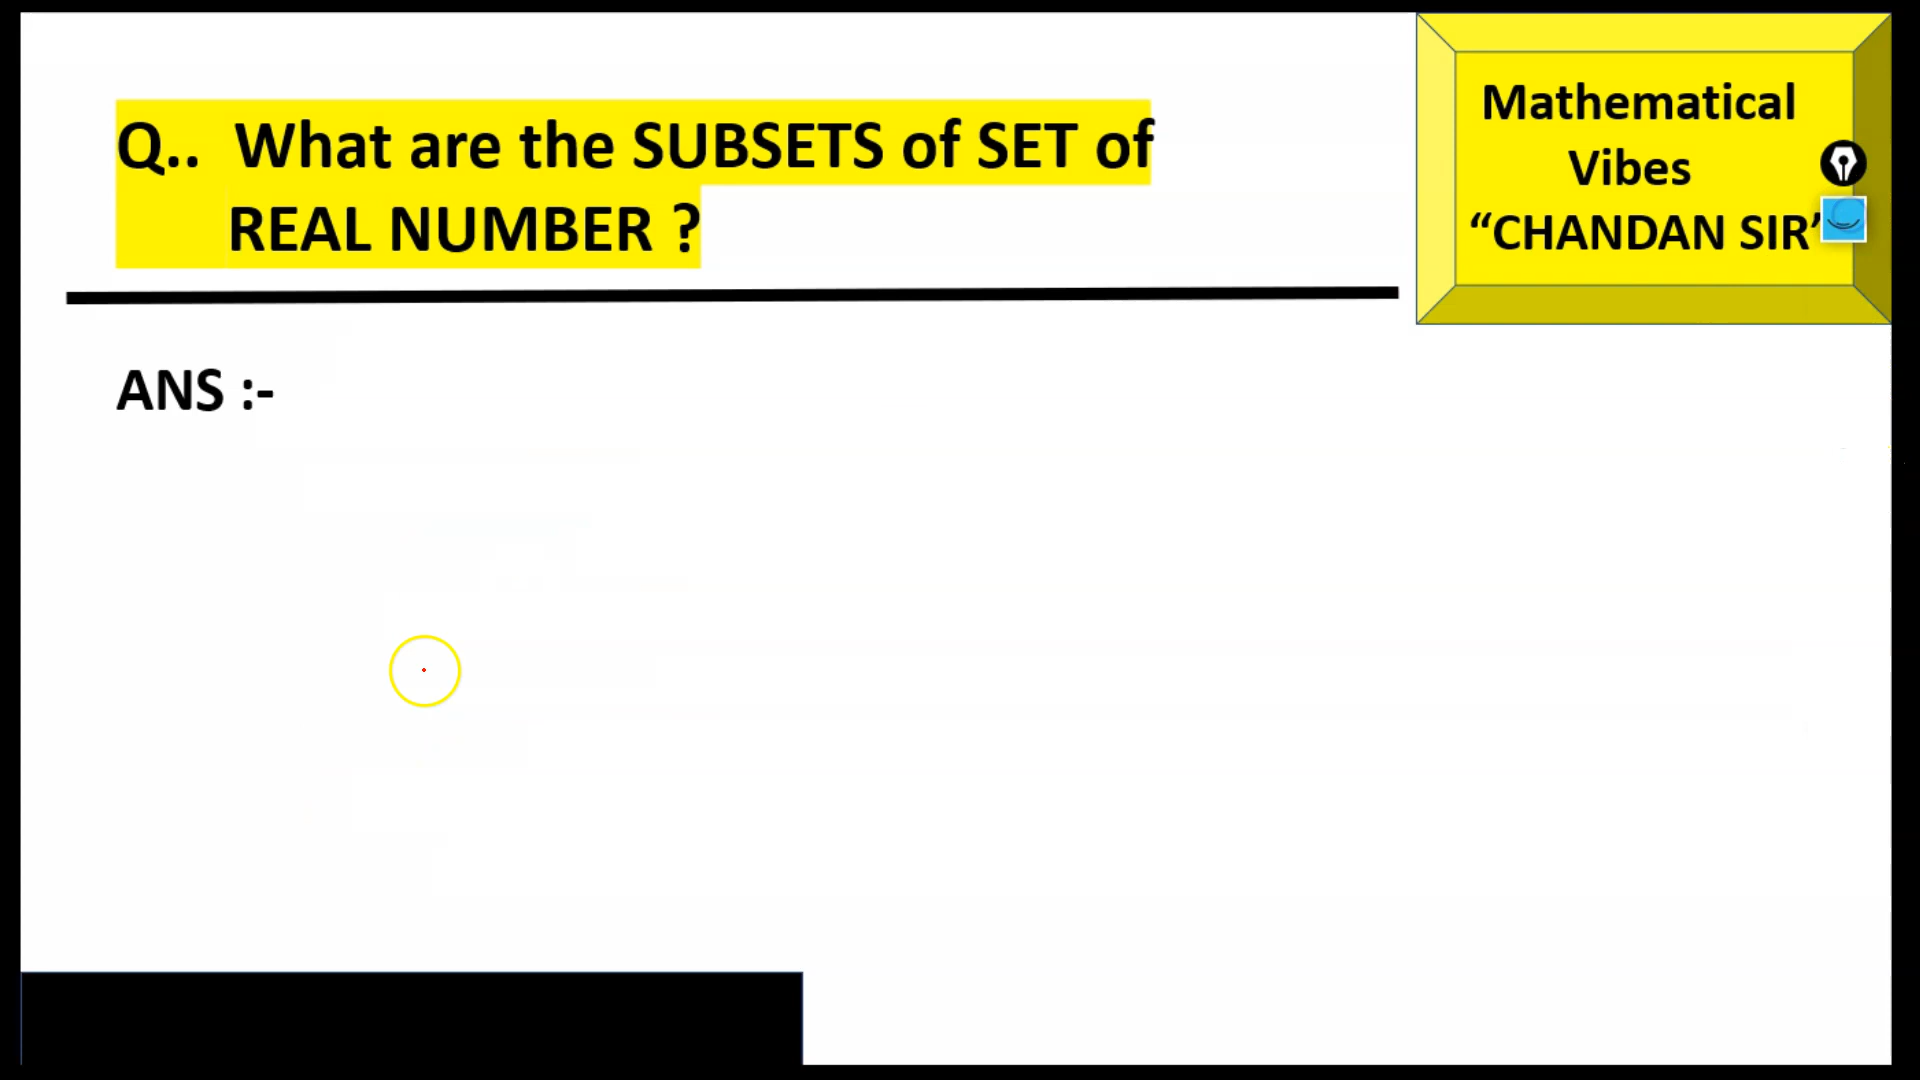 Q.. What are the SUBSETS of SET of
REAL NUMBER ?
Mathematical
Vibes
“CHANDAN SIR”
ANS :-